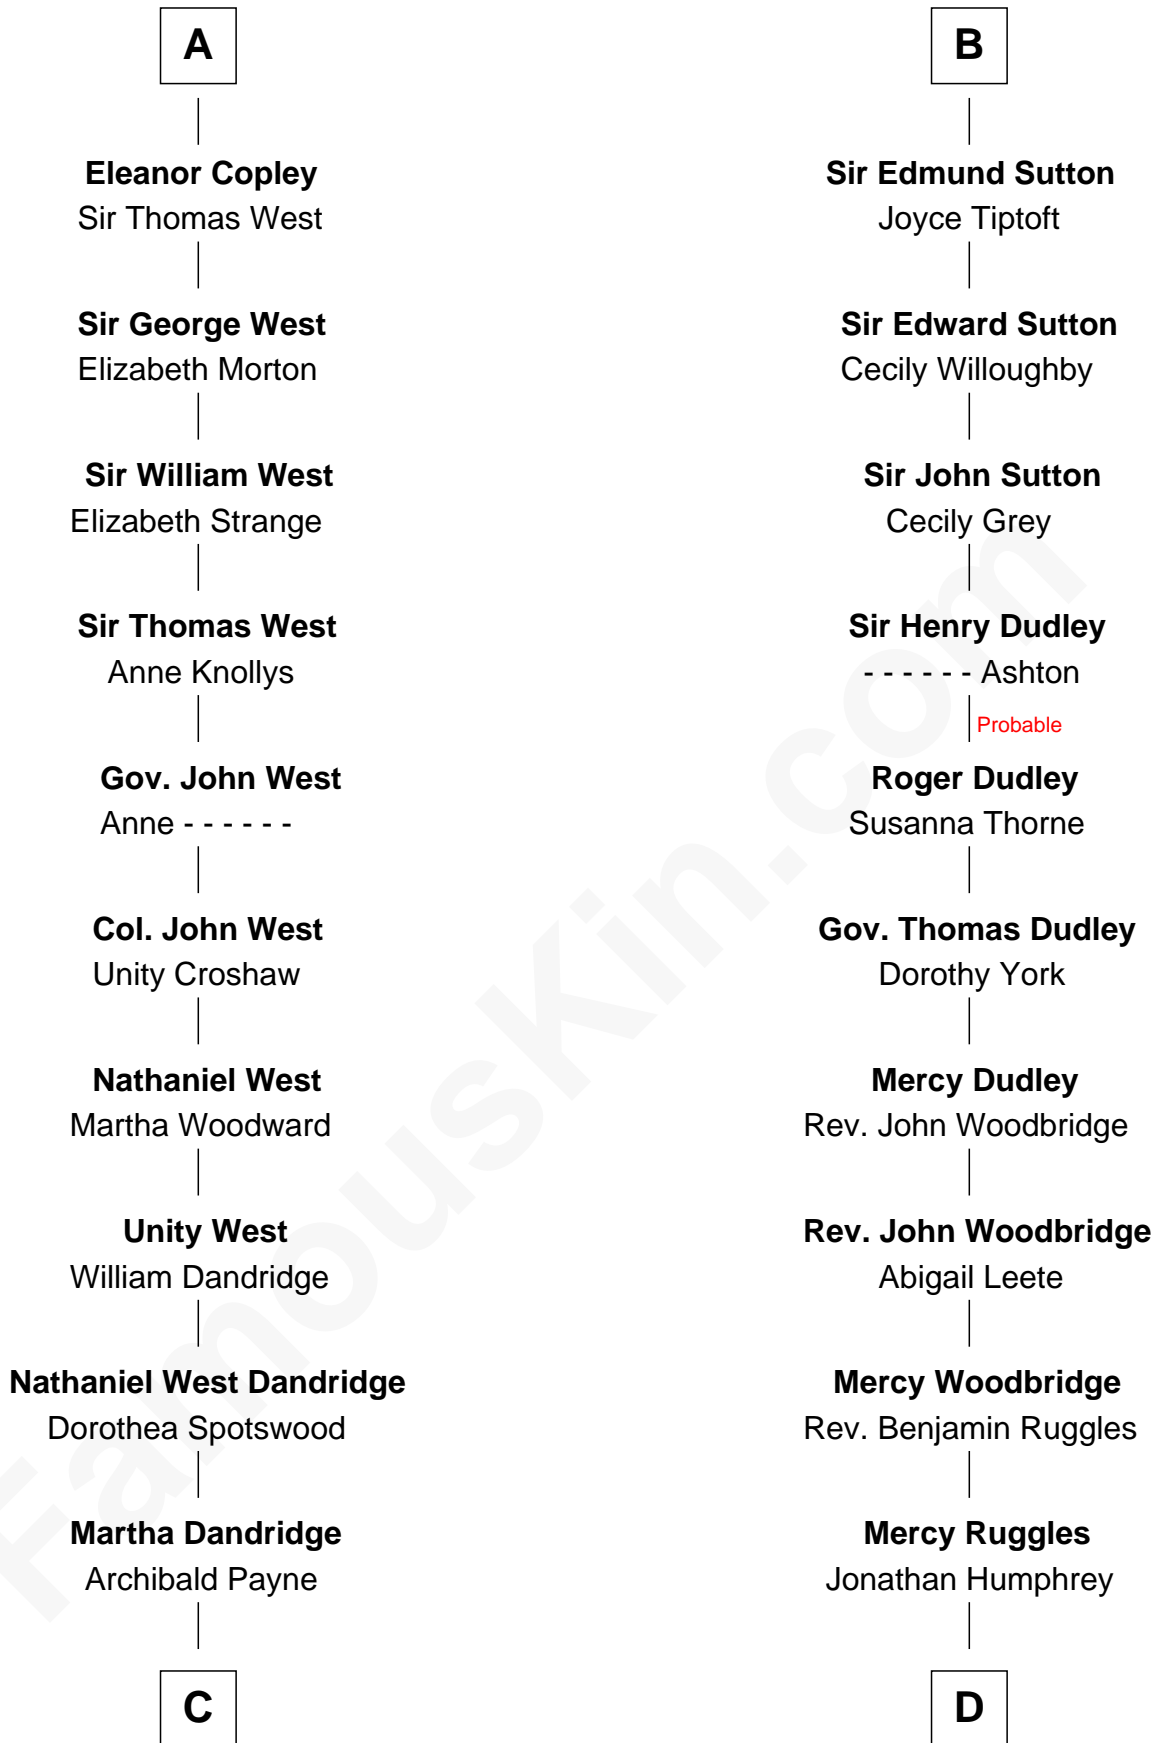 A
Eleanor Copley
Sir Thomas West
Sir George West
Elizabeth Morton
Sir William West
Elizabeth Strange
Sir Thomas West
Anne Knollys
Gov. John West
Anne - - - - - -
Col. John West
Unity Croshaw
Nathaniel West
Martha Woodward
Unity West
William Dandridge
Nathaniel West Dandridge
Dorothea Spotswood
Martha Dandridge
Archibald Payne
C
B
Sir Edmund Sutton
Joyce Tiptoft
Sir Edward Sutton
Cecily Willoughby
Sir John Sutton
Cecily Grey
Sir Henry Dudley
- - - - - - Ashton
Probable
Roger Dudley
Susanna Thorne
Gov. Thomas Dudley
Dorothy York
Mercy Dudley
Rev. John Woodbridge
Rev. John Woodbridge
Abigail Leete
Mercy Woodbridge
Rev. Benjamin Ruggles
Mercy Ruggles
Jonathan Humphrey
D
FamousKin.com